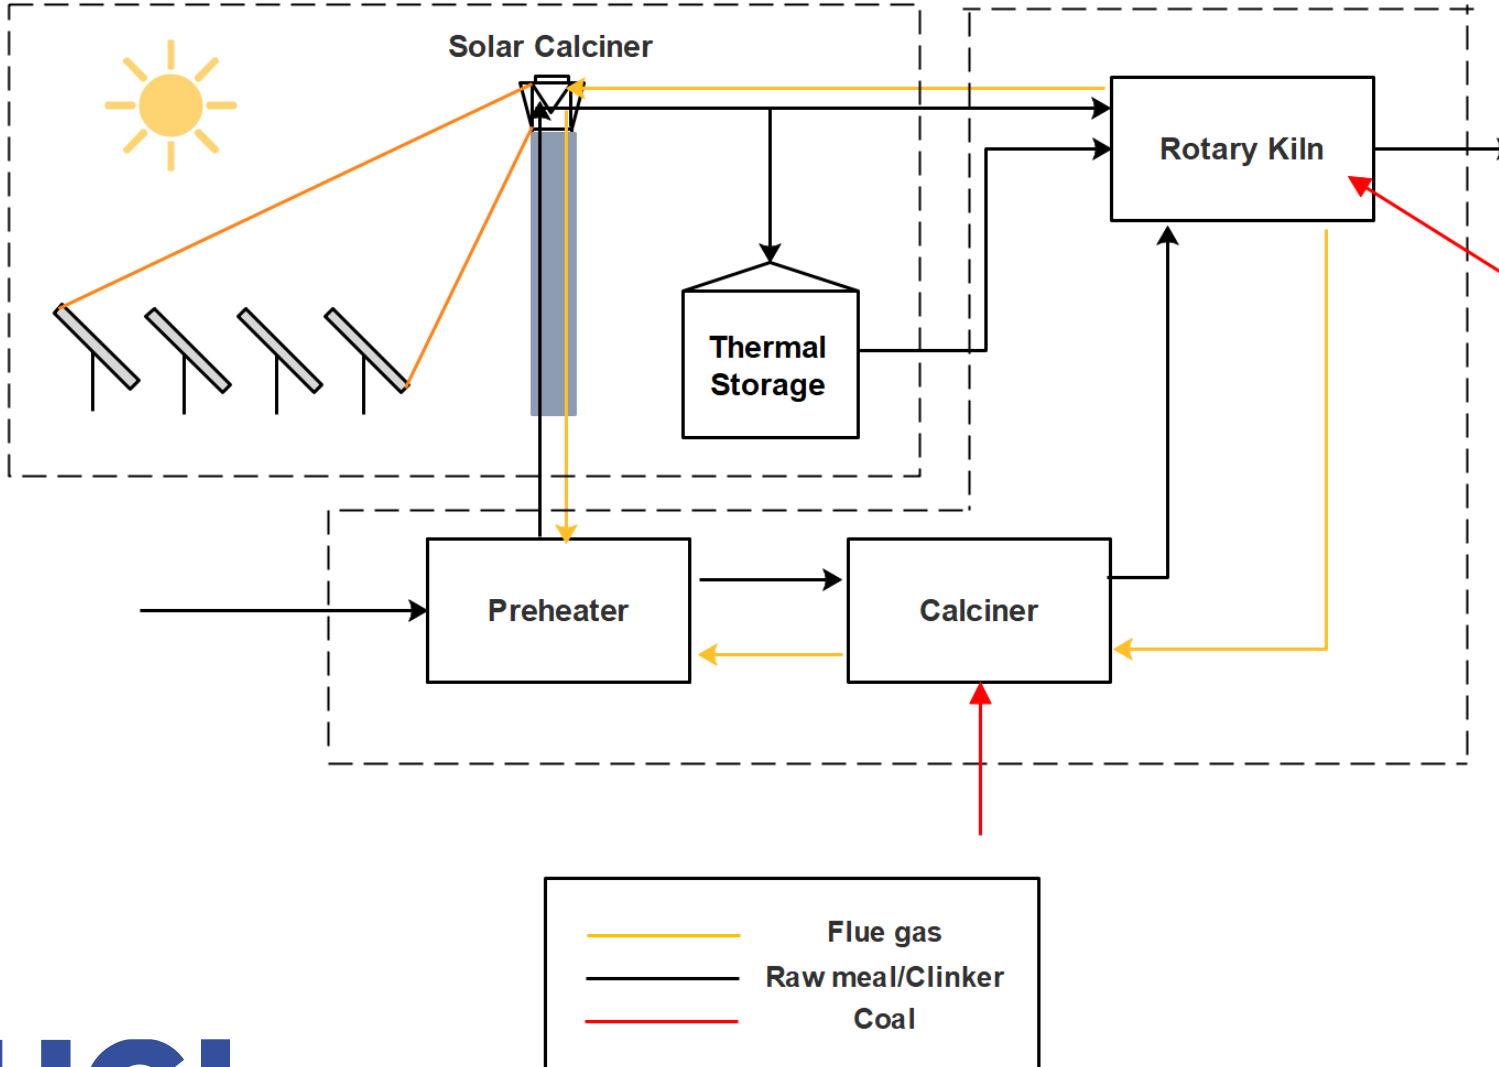 Solar Calciner
Rotary Kiln
Thermal
Storage
Preheater
Calciner
Flue gas
Raw meal/Clinker
Coal